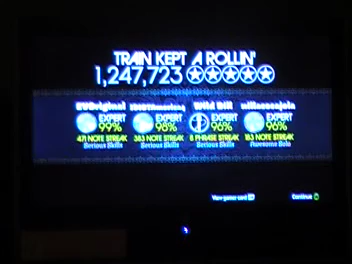 TRAIN KEPT A ROLLIN'
1,247,723
EXPERT EXPERT EXPERT EXPERT
99% 98% 96% 96%
471 NOTE STREAK 383 NOTE STREAK 8 PHRASE STREAK 183 NOTE STREAK
Serious Skills Serious Skills Serious Skills Awesome Solo
View gamer card Continue